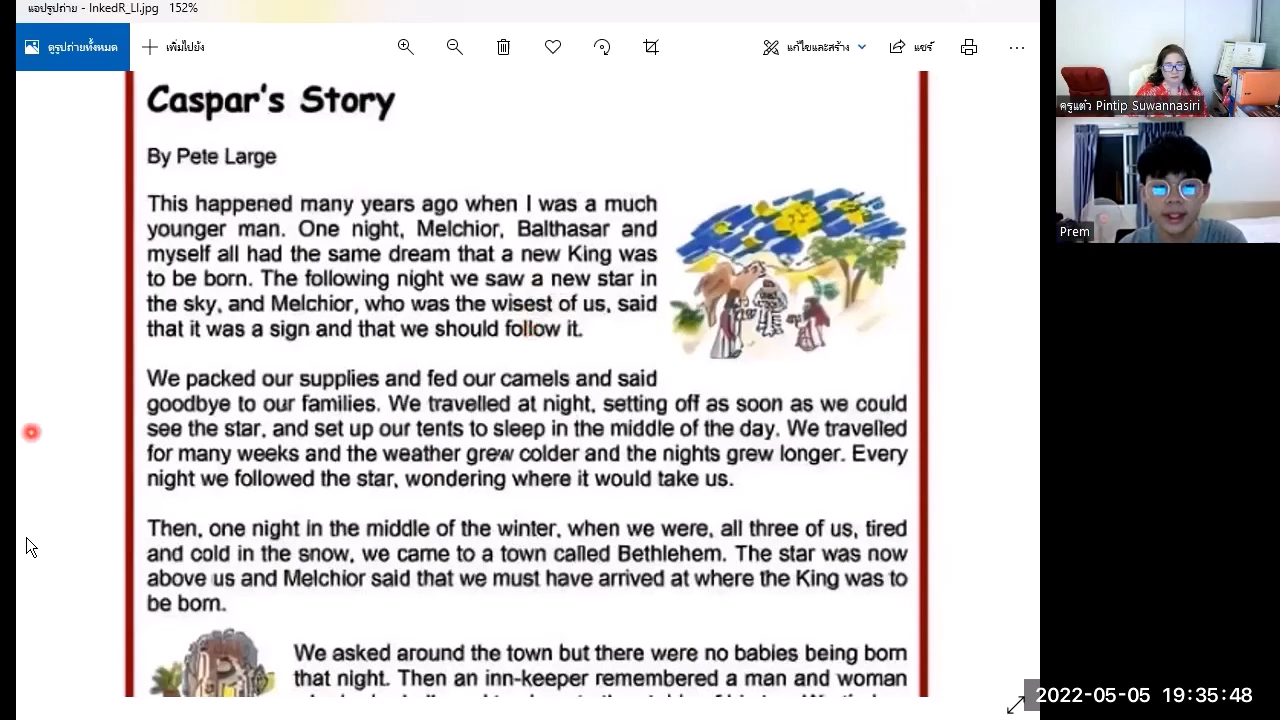 แอปรูปถ่าย - InkedR_LI.jpg 152%
ดูรูปถ่ายทั้งหมด
เพิ่มไปยัง
แก้ไขและสร้าง
แชร์
Caspar's Story
By Pete Large
This happened many years ago when I was a much
younger man. One night, Melchior, Balthasar and
myself all had the same dream that a new King was
to be born. The following night we saw a new star in
the sky, and Melchior, who was the wisest of us, said
that it was a sign and that we should follow it.
We packed our supplies and fed our camels and said
goodbye to our families. We travelled at night, setting off as soon as we could
see the star, and set up our tents to sleep in the middle of the day. We travelled
for many weeks and the weather grew colder and the nights grew longer. Every
night we followed the star, wondering where it would take us.
Then, one night in the middle of the winter, when we were, all three of us, tired
and cold in the snow, we came to a town called Bethlehem. The star was now
above us and Melchior said that we must have arrived at where the King was to
be born.
We asked around the town but there were no babies being born
that night. Then an inn-keeper remembered a man and woman
ครูแต๋ว Pintip Suwannasiri
Prem
2022-05-05 19:35:48